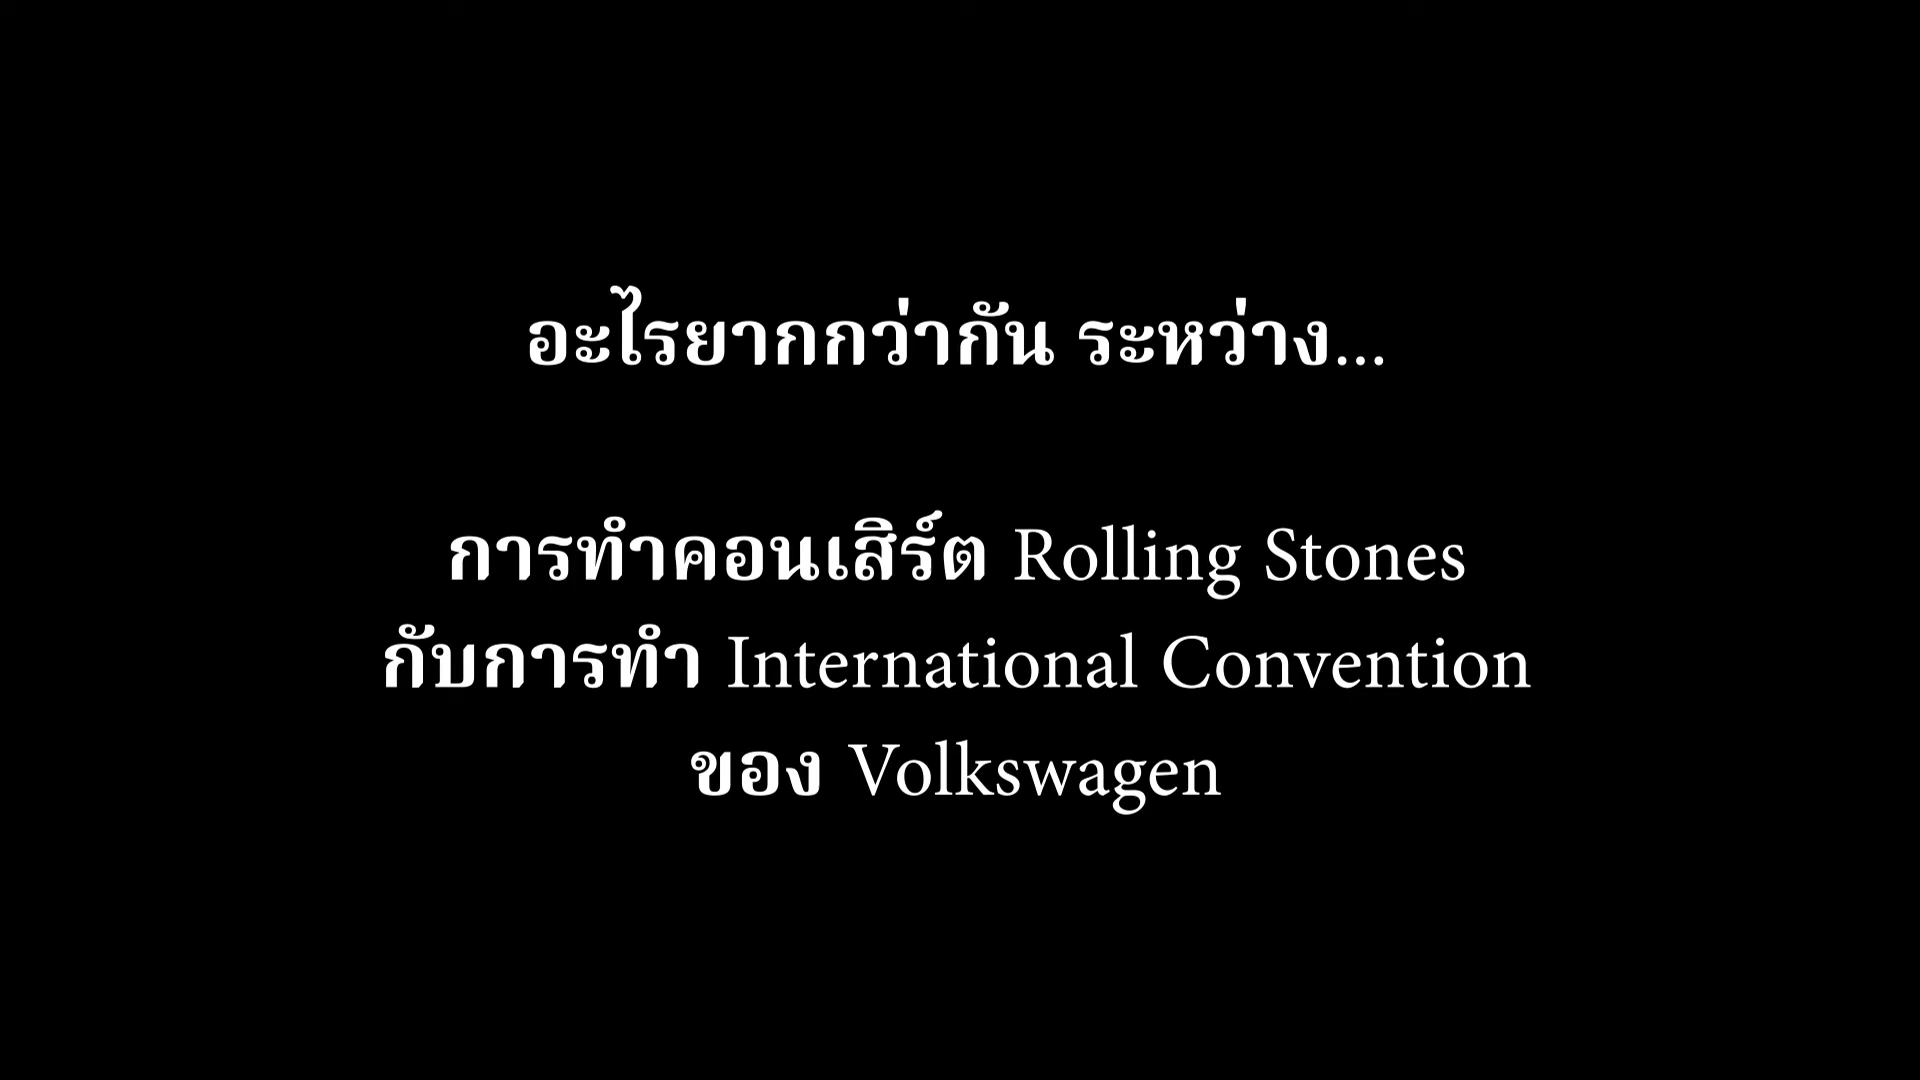 อะไรยากกว่ากัน ระหว่าง...
การทำคอนเสิร์ต Rolling Stones
กับการทำ International Convention
ของ Volkswagen